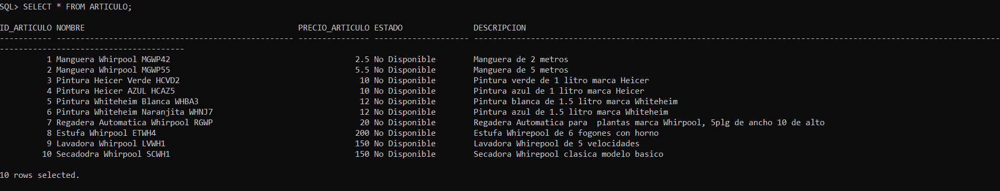 SQL> SELECT * FROM ARTICULO;
ID_ARTICULO NOMBRE PRECIO_ARTICULO ESTADO DESCRIPCION
----------- -------------------------------------------------- --------------- -------------------- ---------------------------------------------------------------------------------------------------------------
---------------------------------------
1 Manguera Whirpool MGWP42 2.5 No Disponible Manguera de 2 metros
2 Manguera Whirpool MGWP55 5.5 No Disponible Manguera de 5 metros
3 Pintura Heicer Verde HCVD2 10 No Disponible Pintura verde de 1 litro marca Heicer
4 Pintura Heicer AZUL HCAZ5 10 No Disponible Pintura azul de 1 litro marca Heicer
5 Pintura Whiteheim Blanca WHBA3 12 No Disponible Pintura blanca de 1.5 litro marca Whiteheim
6 Pintura Whiteheim Naranjita WHNJ7 12 No Disponible Pintura azul de 1.5 litro marca Whiteheim
7 Regadera Automatica Whirpool RGWP 20 No Disponible Regadera Automatica para  plantas marca Whirpool, 5plg de ancho 10 de alto
8 Estufa Whirpool ETWH4 200 No Disponible Estufa Whirepool de 6 fogones con horno
9 Lavadora Whirpool LVWH1 150 No Disponible Lavadora Whirepool de 5 velocidades
10 Secadodra Whirpool SCWH1 150 No Disponible Secadora Whirepool clasica modelo basico
10 rows selected.